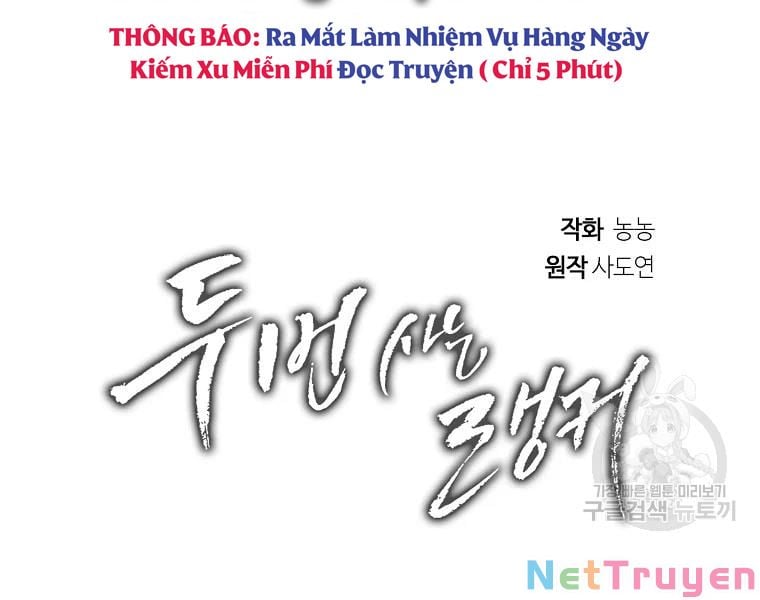 THÔNG BÁO: Ra Mắt Làm Nhiệm Vụ Hàng Ngày
Kiếm Xu Miễn Phí Đọc Truyện ( Chỉ 5 Phút)
작화 농농
원작 사도연
두 번 사는
랭커
가장 빠른 웹툰 미리보기
구글검색 뉴토끼
NetTruyen